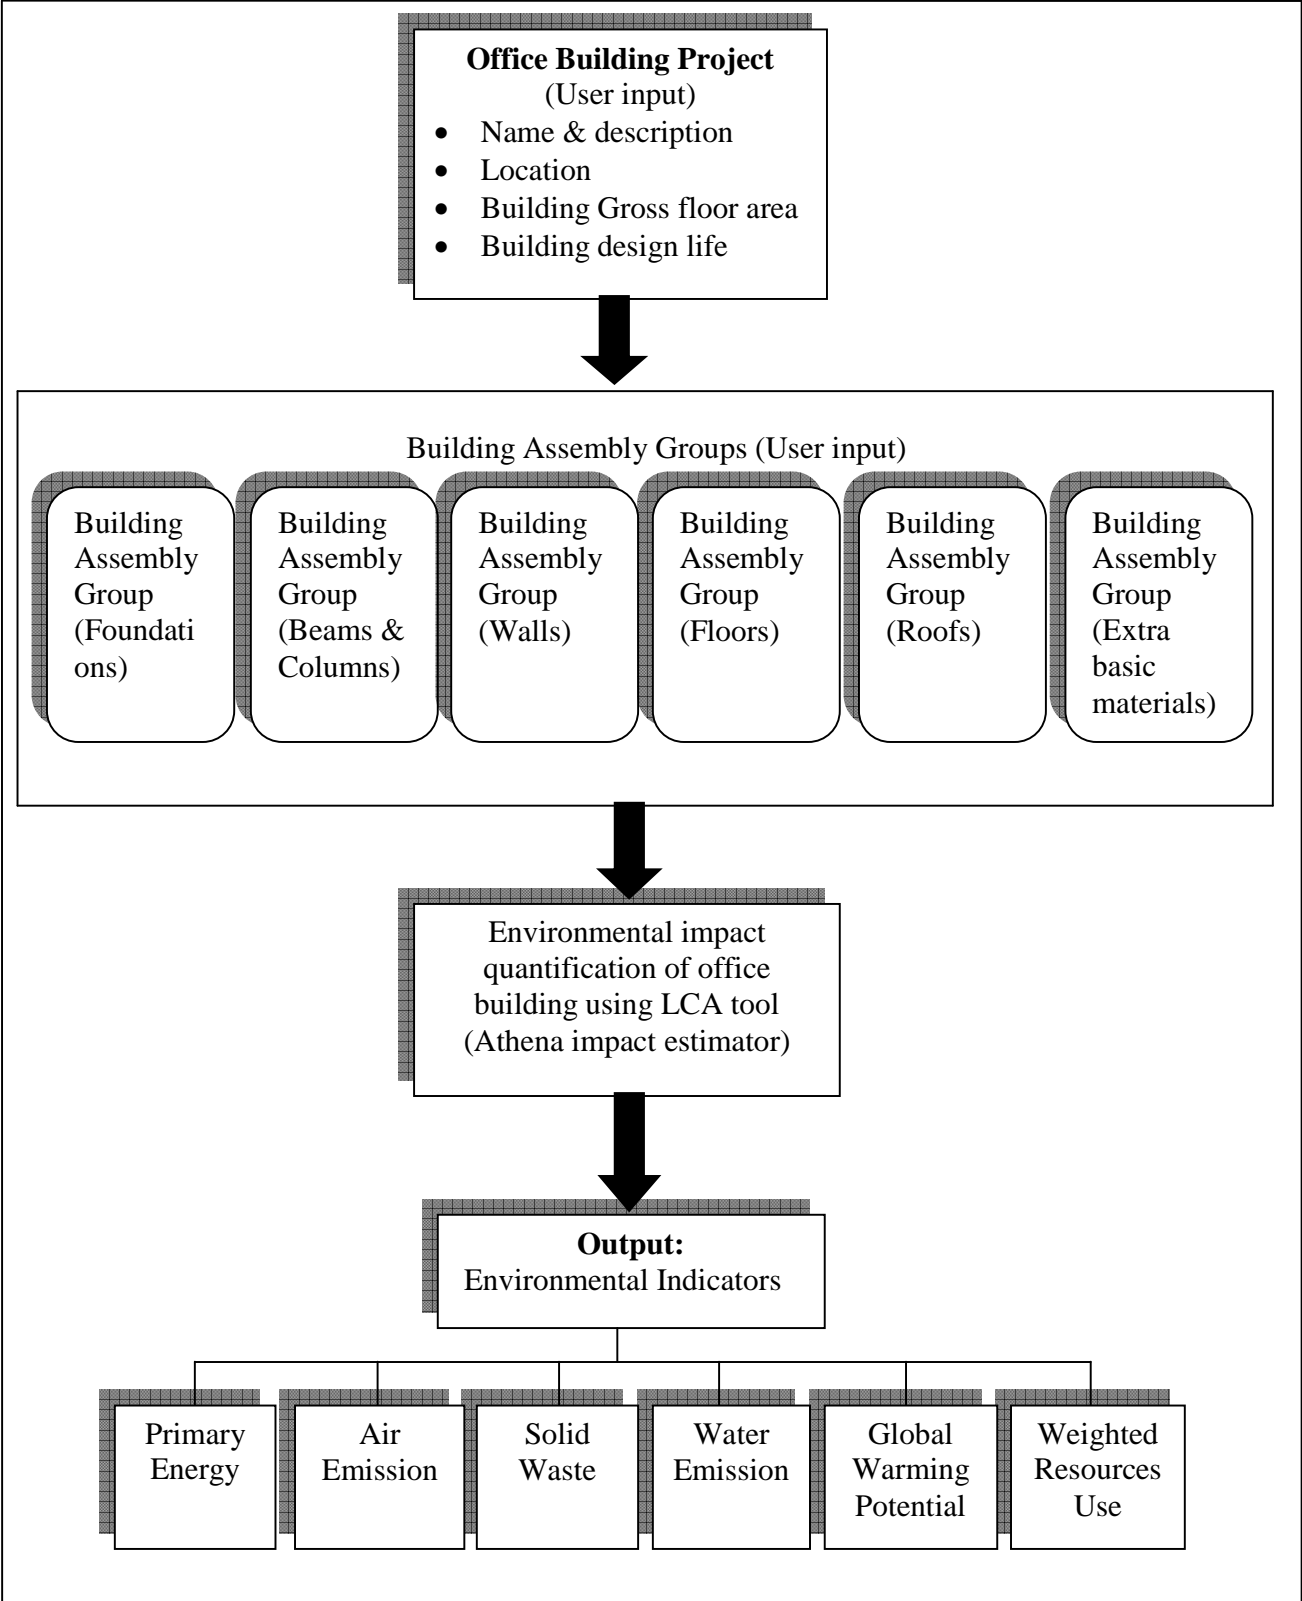 Office Building Project
(User input)
• Name & description
• Location
• Building Gross floor area
• Building design life
Building Assembly Groups (User input)
Building
Assembly
Group
(Foundati
ons)
Building
Assembly
Group
(Beams &
Columns)
Building
Assembly
Group
(Walls)
Building
Assembly
Group
(Floors)
Building
Assembly
Group
(Roofs)
Building
Assembly
Group
(Extra
basic
materials)
Environmental impact
quantification of office
building using LCA tool
(Athena impact estimator)
Output:
Environmental Indicators
Primary
Energy
Air
Emission
Solid
Waste
Water
Emission
Global
Warming
Potential
Weighted
Resources
Use